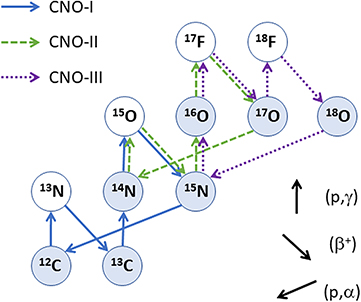 CNO-I
CNO-II
CNO-III
¹⁷F ¹⁸F
¹⁵O ¹⁶O ¹⁷O ¹⁸O
¹³N ¹⁴N ¹⁵N
¹²C ¹³C
(p,γ)
(β⁺)
(p,α)